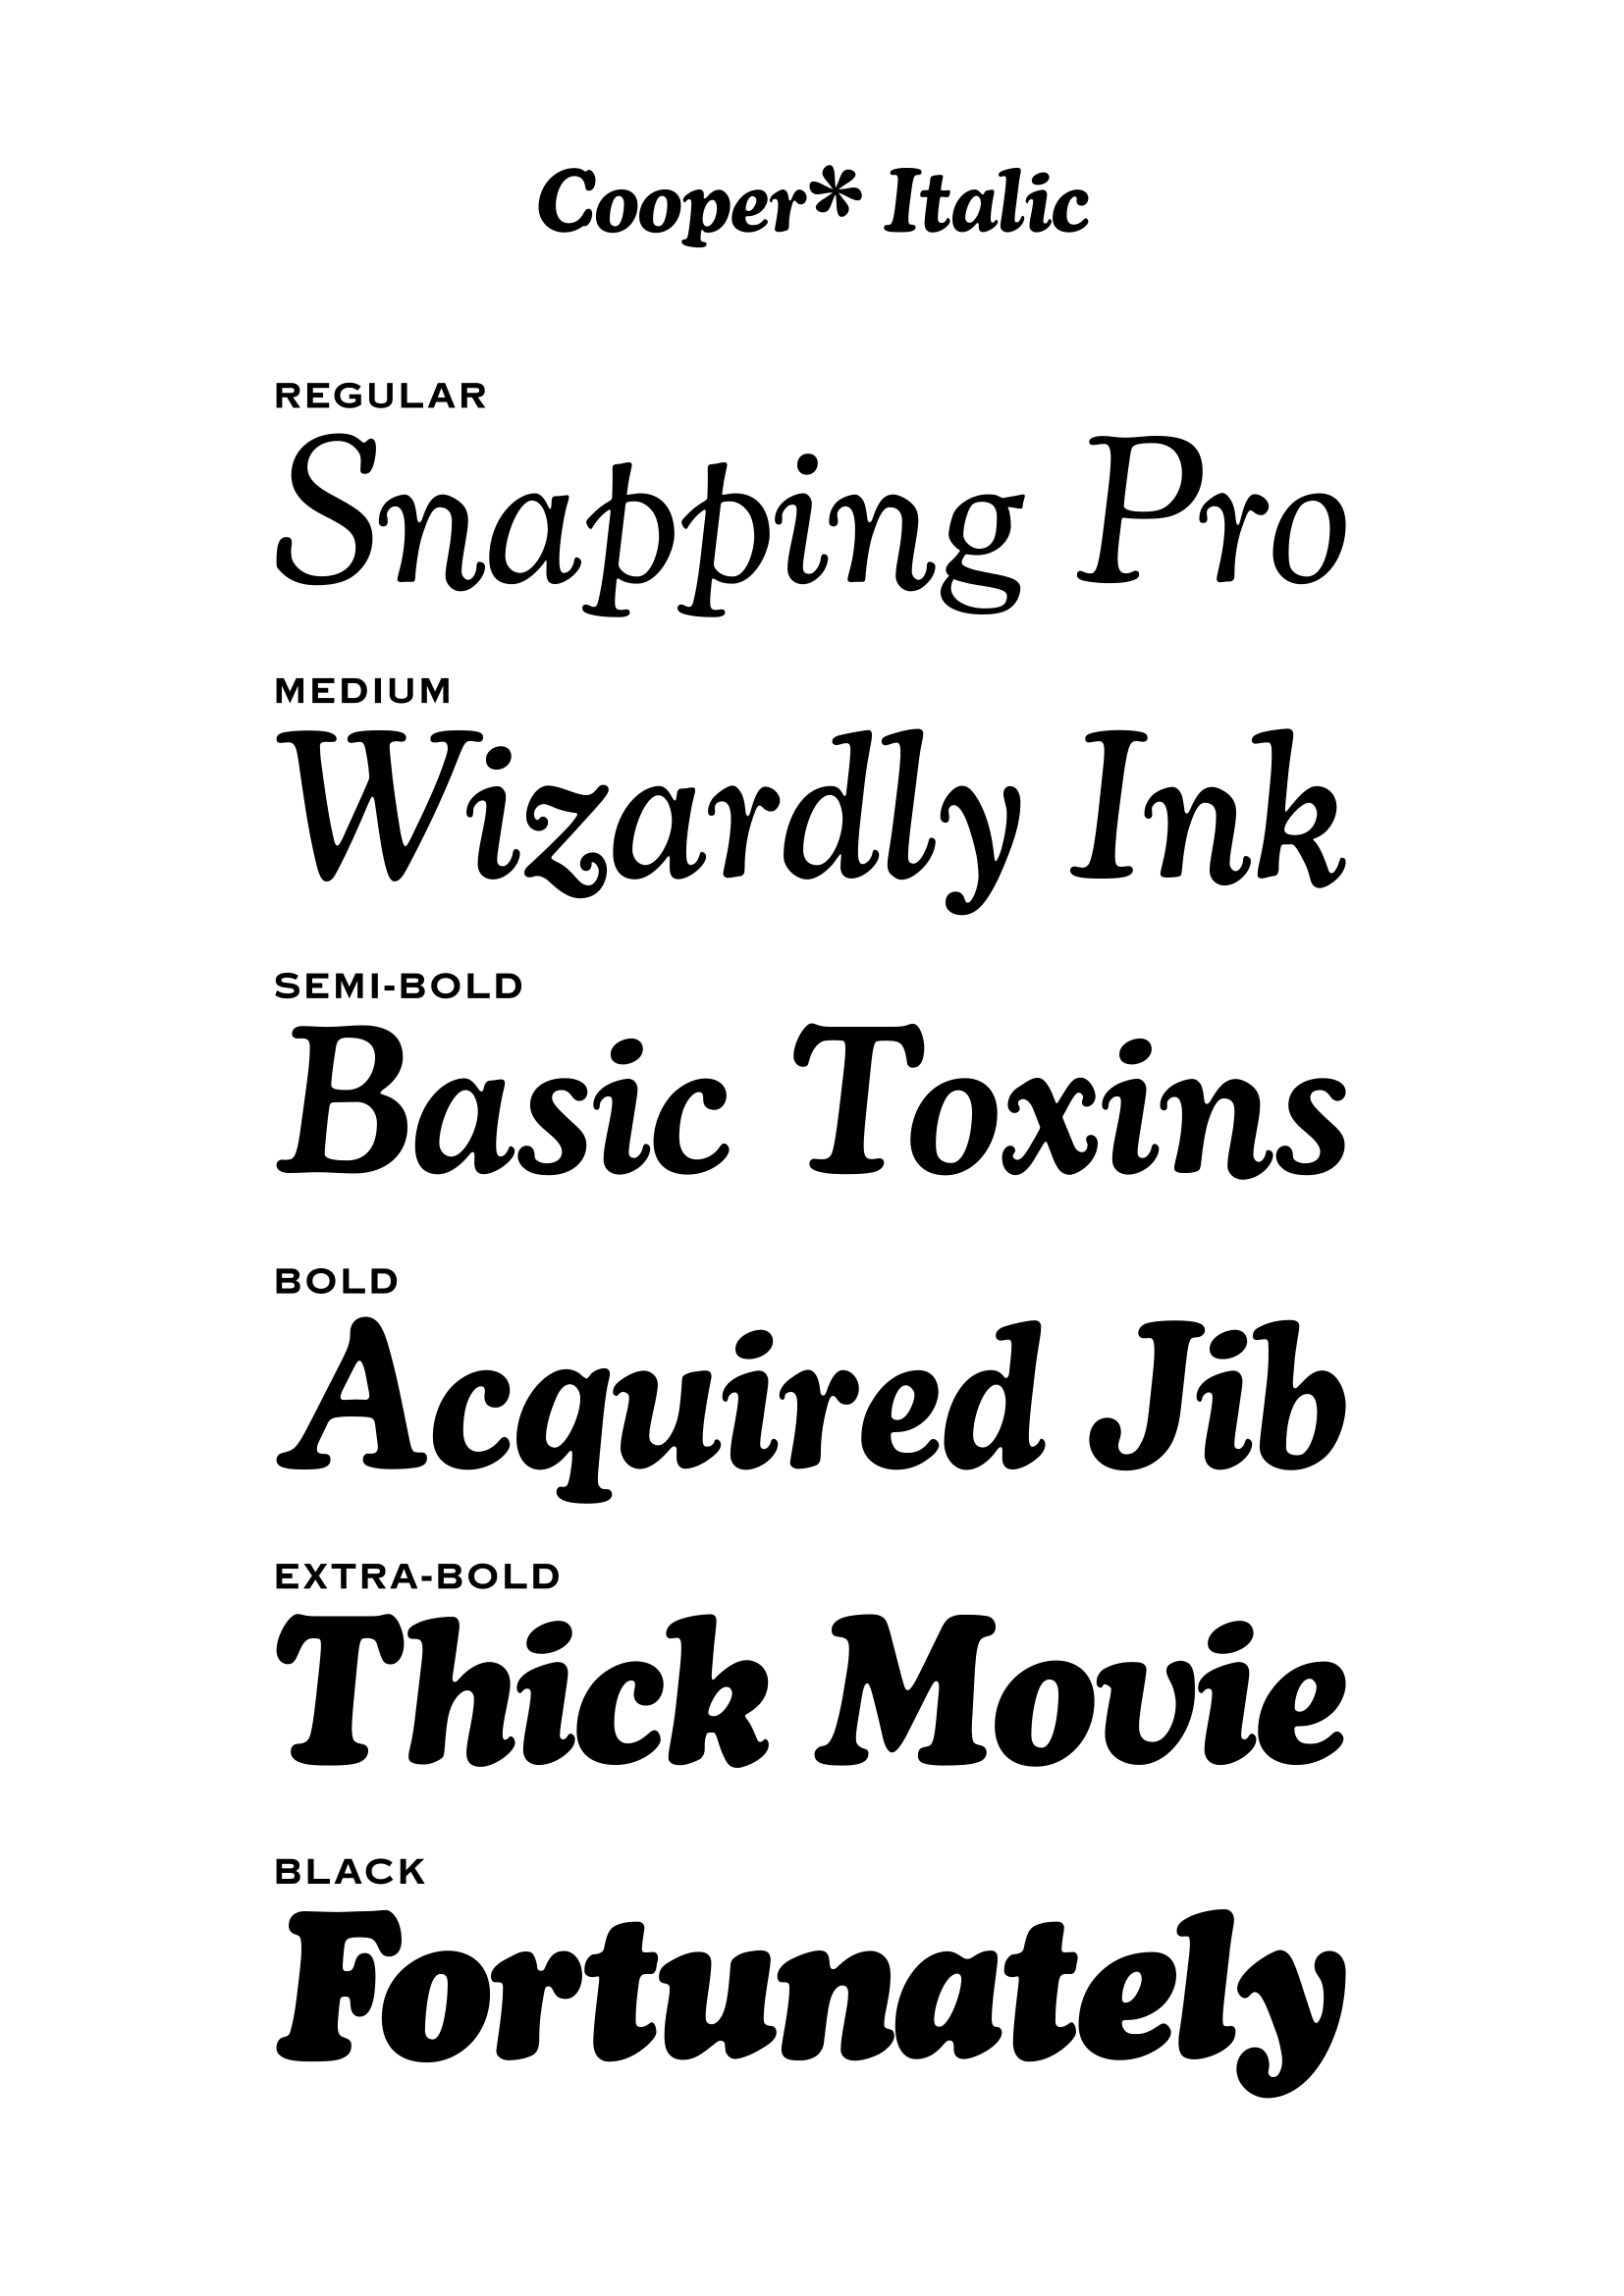 Cooper* Italic
REGULAR
Snapping Pro
MEDIUM
Wizardly Ink
SEMI-BOLD
Basic Toxins
BOLD
Acquired Jib
EXTRA-BOLD
Thick Movie
BLACK
Fortunately